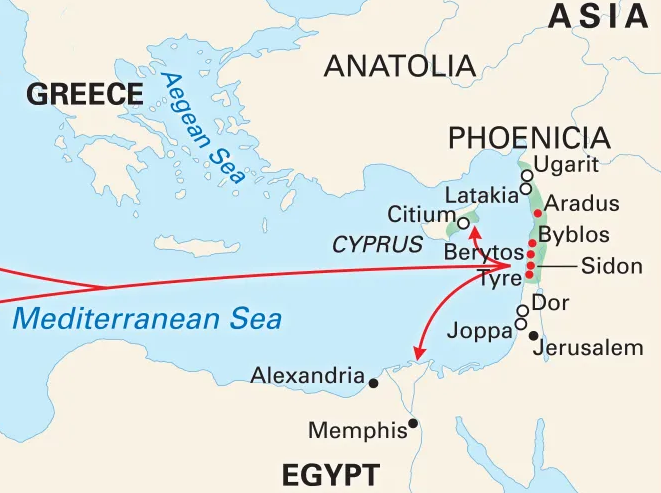 ASIA
ANATOLIA
GREECE
Aegean Sea
PHOENICIA
Ugarit
Latakia
Aradus
Citium
Byblos
CYPRUS
Berytos
Sidon
Tyre
Mediterranean Sea
Dor
Joppa
Jerusalem
Alexandria
Memphis
EGYPT